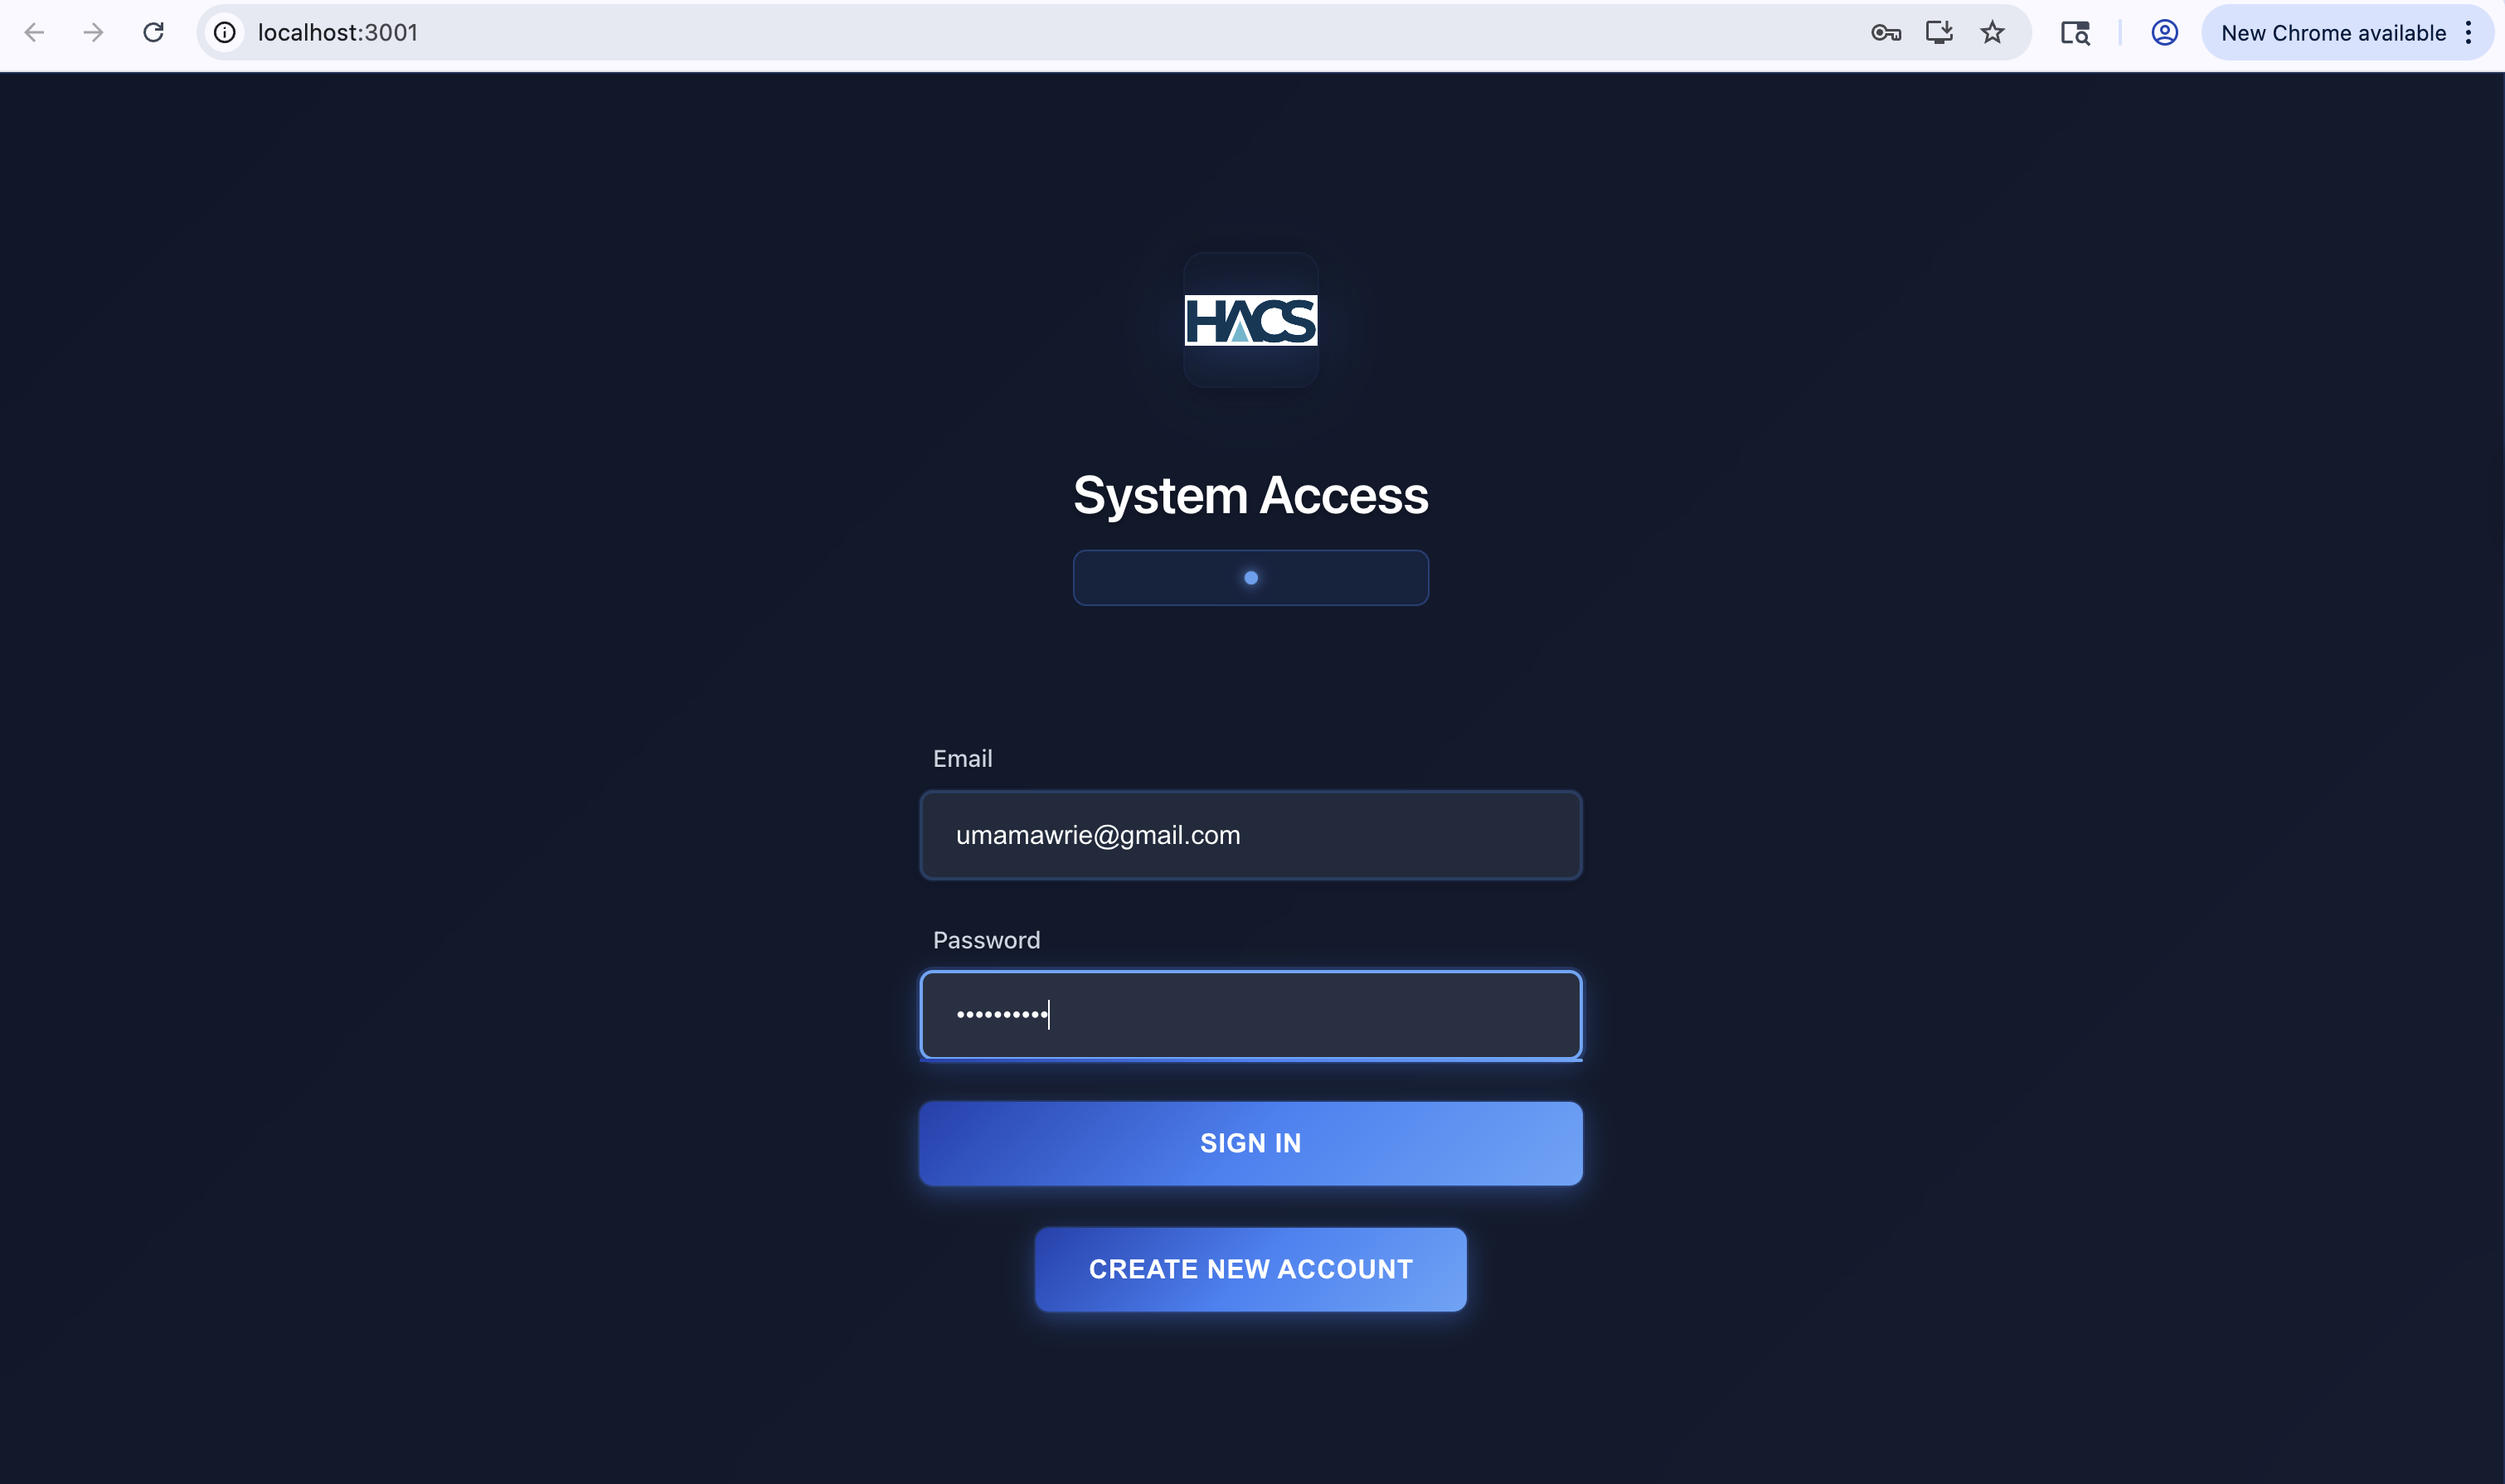 localhost:3001
New Chrome available
HACS
System Access
Email
umamawrie@gmail.com
Password
••••••••••
SIGN IN
CREATE NEW ACCOUNT